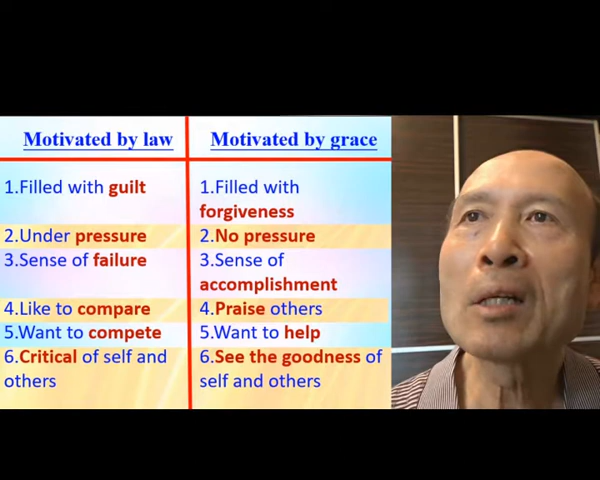 Motivated by law
1.Filled with guilt
2.Under pressure
3.Sense of failure
4.Like to compare
5.Want to compete
6.Critical of self and
others
Motivated by grace
1.Filled with
forgiveness
2.No pressure
3.Sense of
accomplishment
4.Praise others
5.Want to help
6.See the goodness of
self and others